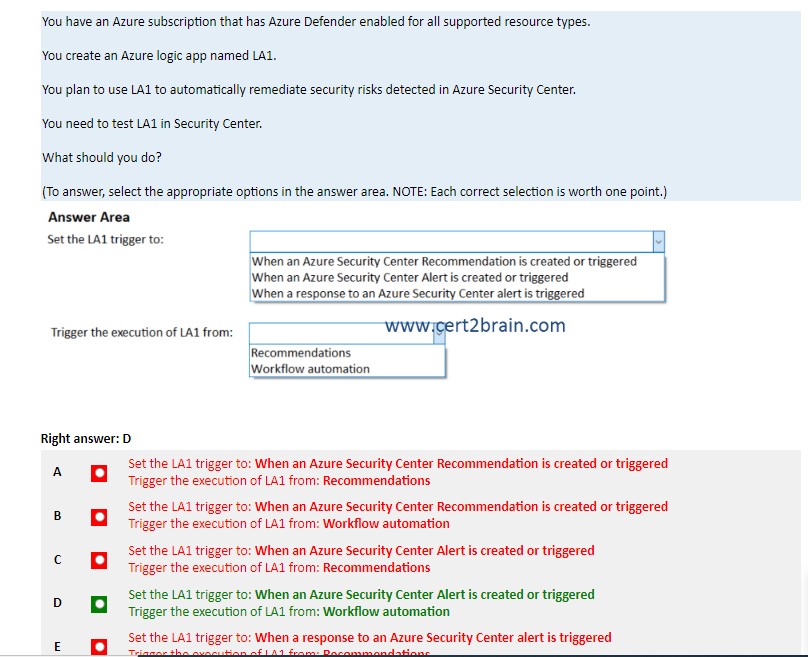 You have an Azure subscription that has Azure Defender enabled for all supported resource types.
You create an Azure logic app named LA1.
You plan to use LA1 to automatically remediate security risks detected in Azure Security Center.
You need to test LA1 in Security Center.
What should you do?
(To answer, select the appropriate options in the answer area. NOTE: Each correct selection is worth one point.)
Answer Area
Set the LA1 trigger to:
When an Azure Security Center Recommendation is created or triggered
When an Azure Security Center Alert is created or triggered
When a response to an Azure Security Center alert is triggered
www.cert2brain.com
Trigger the execution of LA1 from:
Recommendations
Workflow automation
Right answer: D
A
Set the LA1 trigger to: When an Azure Security Center Recommendation is created or triggered
Trigger the execution of LA1 from: Recommendations
B
Set the LA1 trigger to: When an Azure Security Center Recommendation is created or triggered
Trigger the execution of LA1 from: Workflow automation
C
Set the LA1 trigger to: When an Azure Security Center Alert is created or triggered
Trigger the execution of LA1 from: Recommendations
D
Set the LA1 trigger to: When an Azure Security Center Alert is created or triggered
Trigger the execution of LA1 from: Workflow automation
E
Set the LA1 trigger to: When a response to an Azure Security Center alert is triggered
Trigger the execution of LA1 from: Recommendations